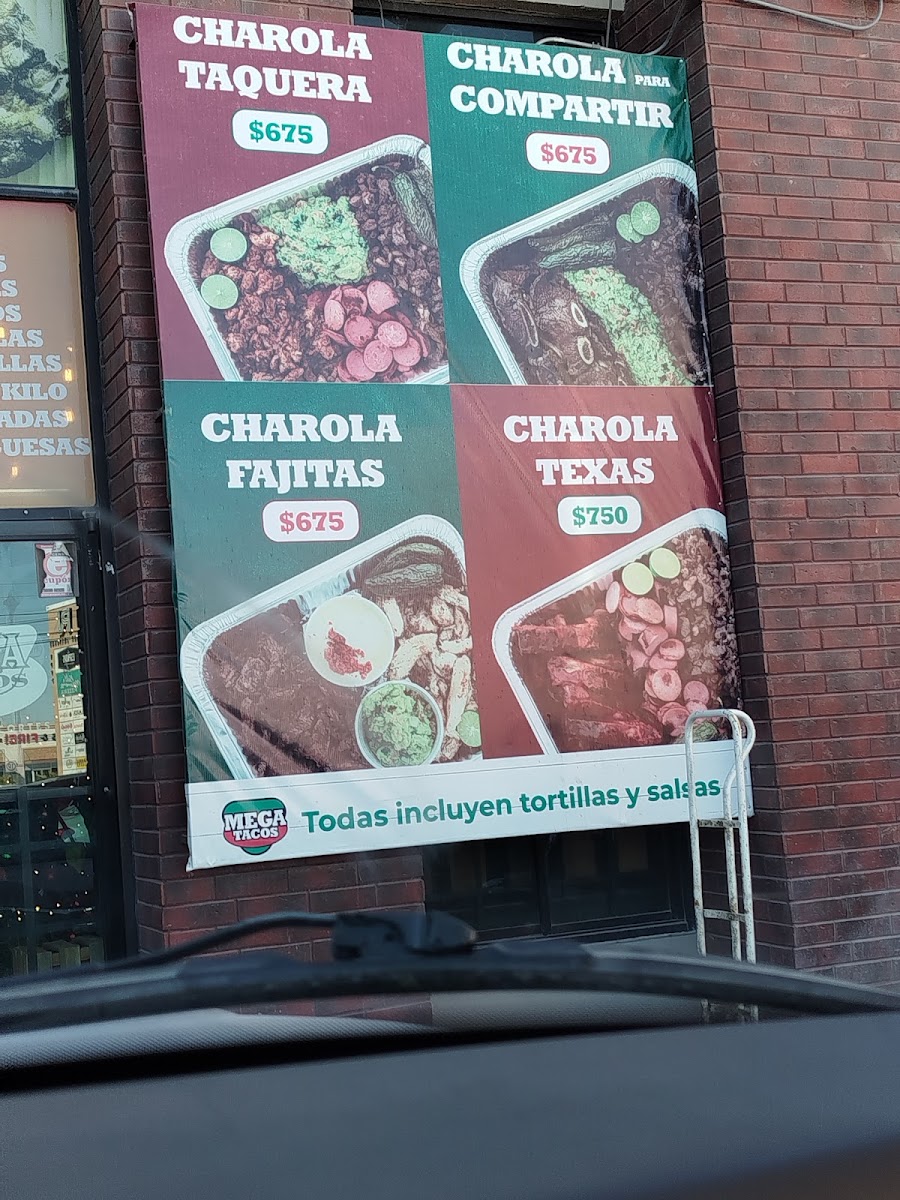 CHAROLA
TAQUERA
$675
CHAROLA PARA
COMPARTIR
$675
CHAROLA
FAJITAS
$675
CHAROLA
TEXAS
$750
MEGA
TACOS
Todas incluyen tortillas y salsas
KILO